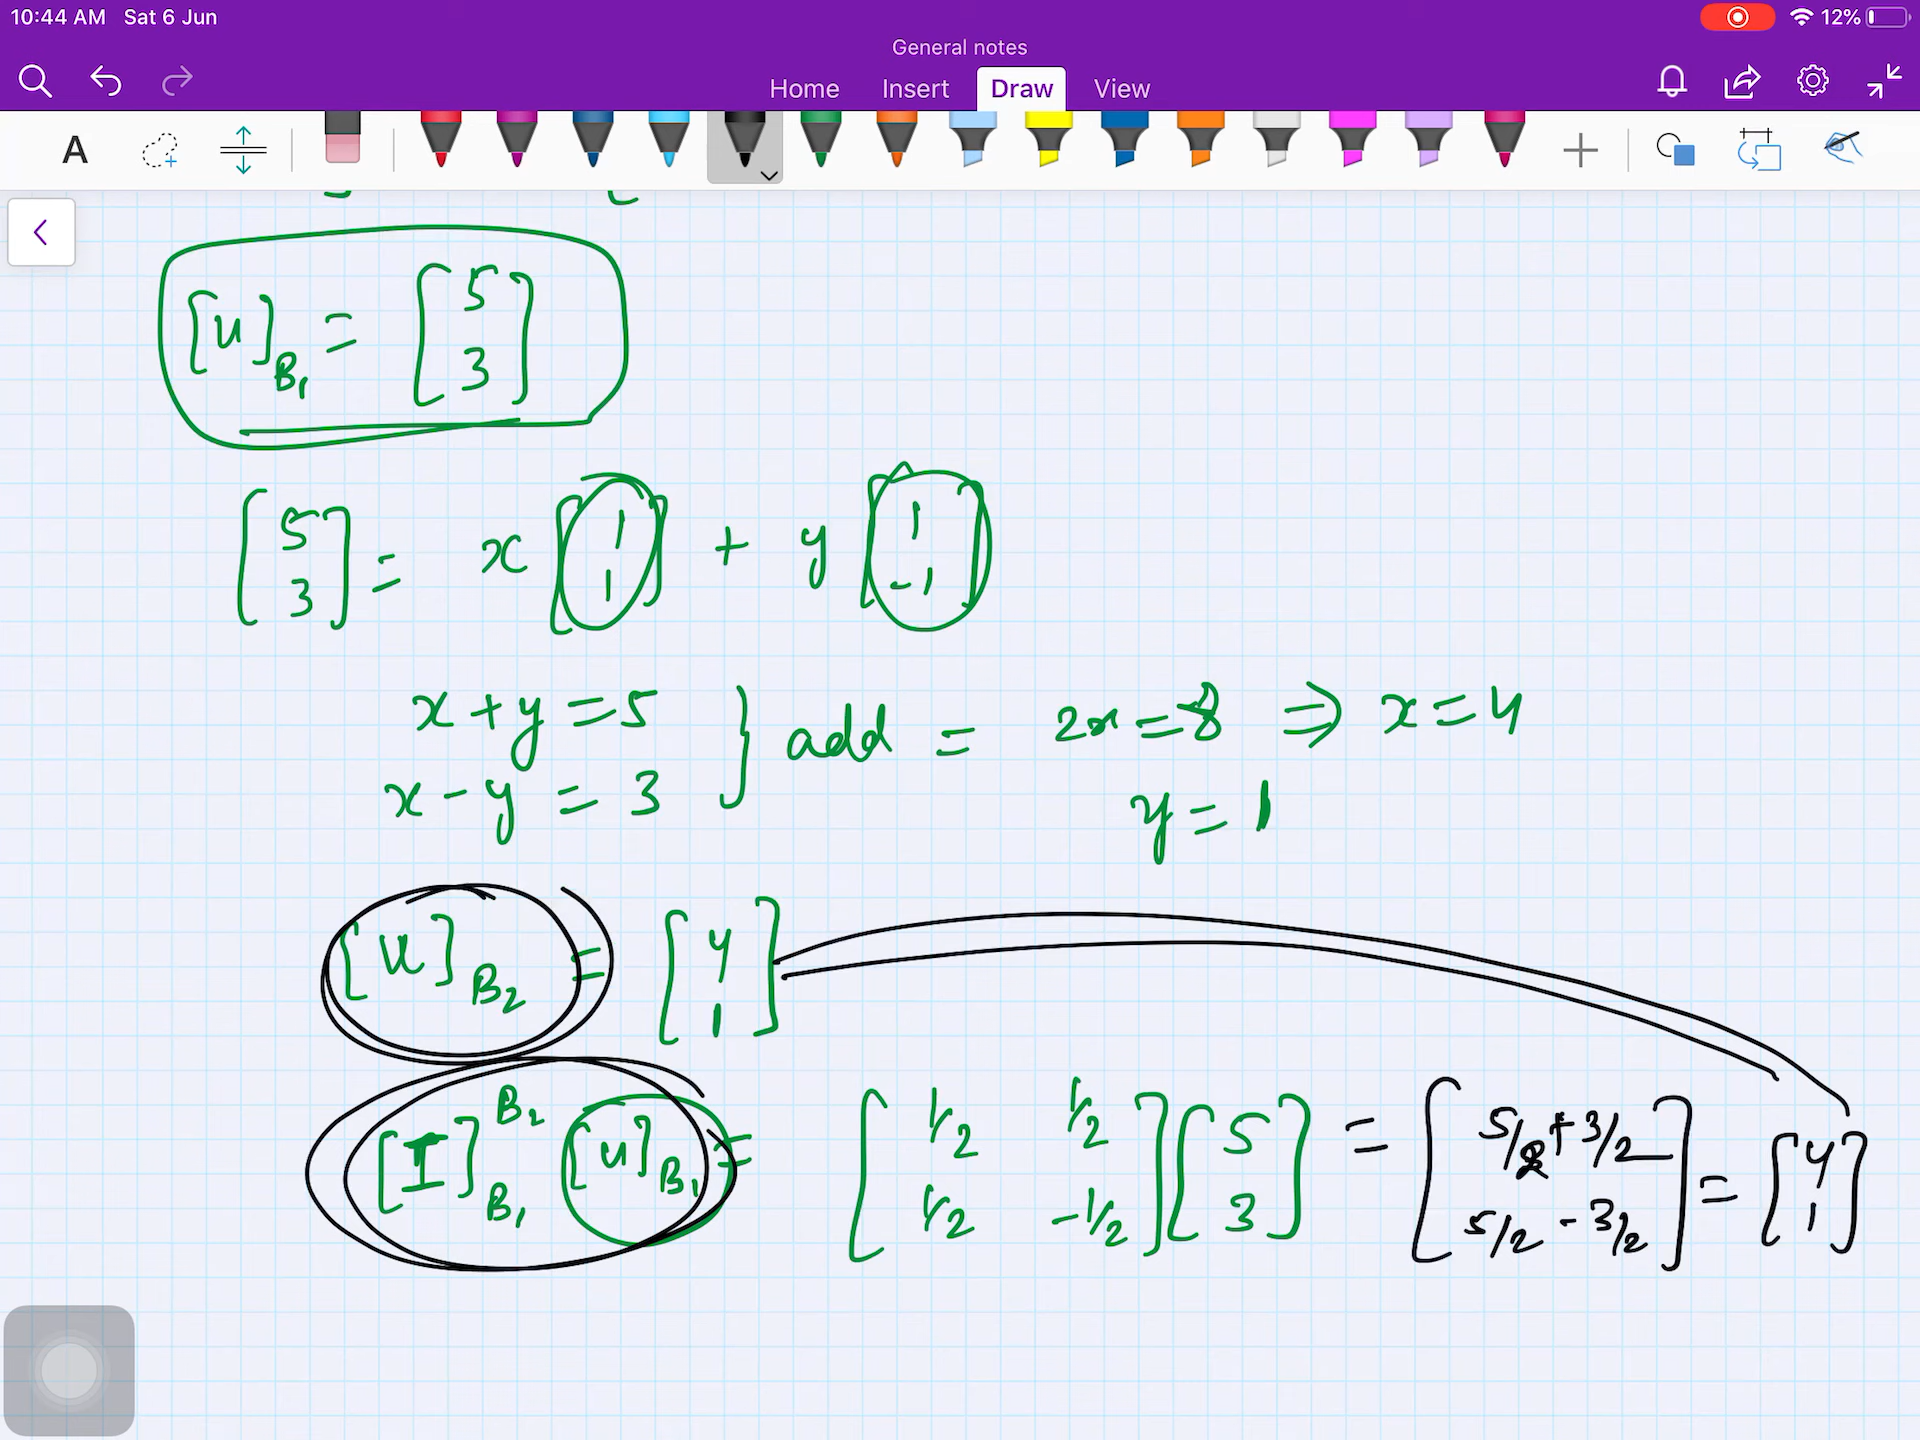 10:44 AM Sat 6 Jun
12%
General notes
Home Insert Draw View
A
[u]B₁ = [5 3]
[5 3] = x [1 1] + y [1 -1]
x + y = 5 } add = 2x = 8 ⇒ x = 4
x - y = 3
y = 1
[u]B₂ = [4 1]
[I]B₁^B₂ [u]B₁ = [1/2 1/2 1/2 -1/2] [5 3] = [5/2 + 3/2 5/2 - 3/2] = [4 1]